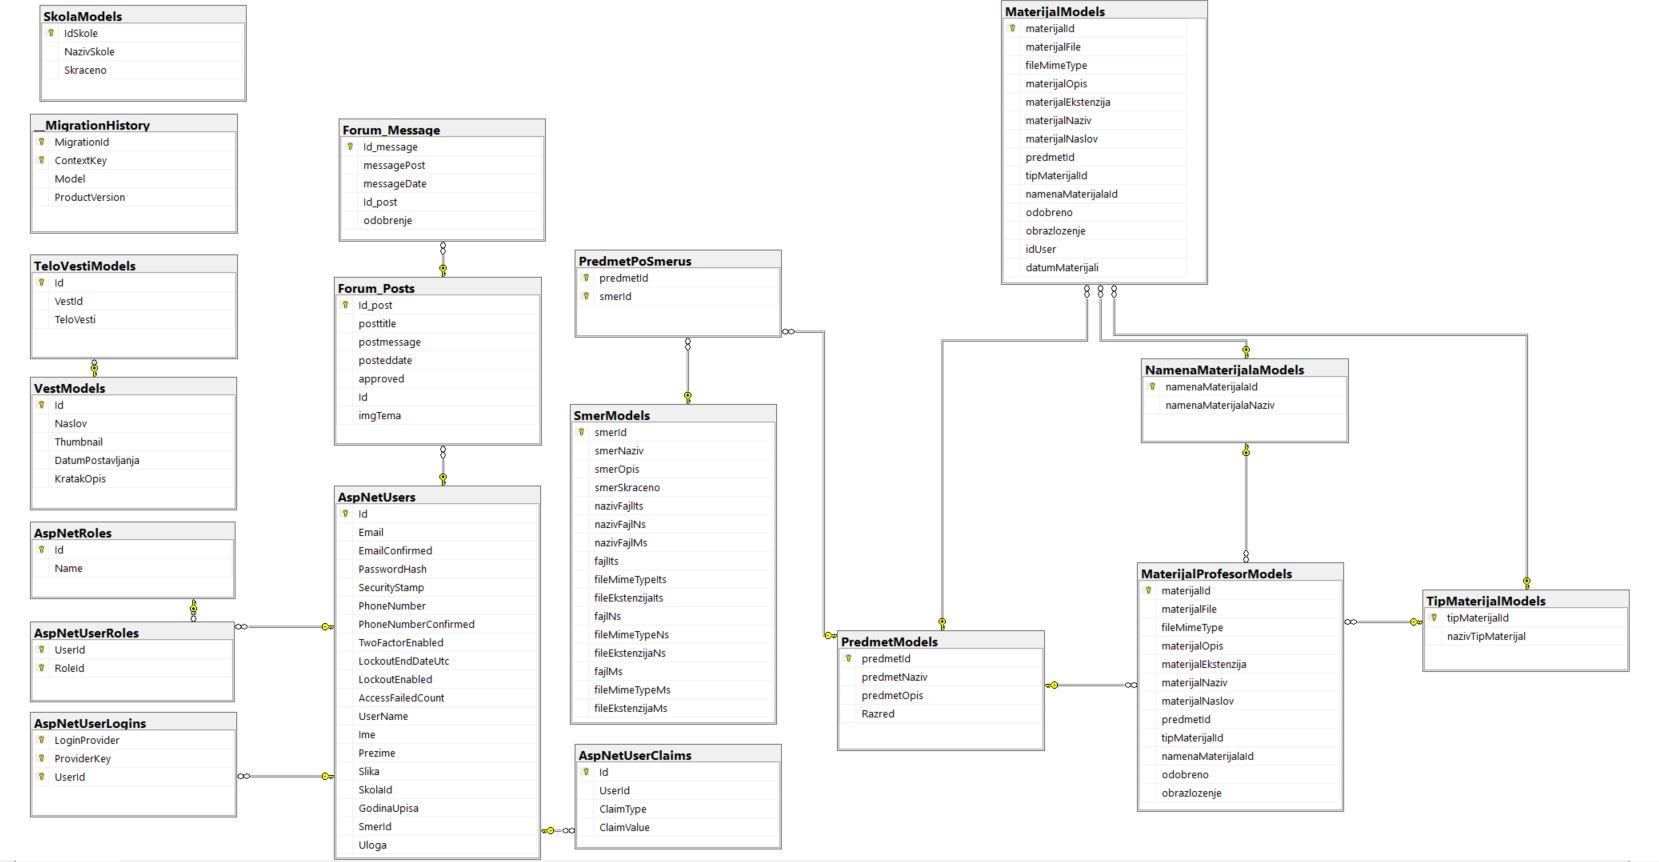 SkolaModels
IdSkole
NazivSkole
Skraceno
__MigrationHistory
MigrationId
ContextKey
Model
ProductVersion
TeloVestiModels
Id
VestId
TeloVesti
VestModels
Id
Naslov
Thumbnail
DatumPostavljanja
KratakOpis
AspNetRoles
Id
Name
AspNetUserRoles
UserId
RoleId
AspNetUserLogins
LoginProvider
ProviderKey
UserId
Forum_Message
Id_message
messagePost
messageDate
Id_post
odobrenje
Forum_Posts
Id_post
posttitle
postmessage
posteddate
approved
Id
imgTema
AspNetUsers
Id
Email
EmailConfirmed
PasswordHash
SecurityStamp
PhoneNumber
PhoneNumberConfirmed
TwoFactorEnabled
LockoutEndDateUtc
LockoutEnabled
AccessFailedCount
UserName
Ime
Prezime
Slika
SkolaId
GodinaUpisa
SmerId
Uloga
PredmetPoSmerus
predmetId
smerId
SmerModels
smerId
smerNaziv
smerOpis
smerSkraceno
nazivFajlIts
nazivFajlNs
nazivFajlMs
fajlIts
fileMimeTypeIts
fileEkstenzijaIts
fajlNs
fileMimeTypeNs
fileEkstenzijaNs
fajlMs
fileMimeTypeMs
fileEkstenzijaMs
AspNetUserClaims
Id
UserId
ClaimType
ClaimValue
PredmetModels
predmetId
predmetNaziv
predmetOpis
Razred
MaterijalModels
materijalId
materijalFile
fileMimeType
materijalOpis
materijalEkstenzija
materijalNaziv
materijalNaslov
predmetId
tipMaterijalId
namenaMaterijalaId
odobreno
obrazlozenje
idUser
datumMaterijali
NamenaMaterijalaModels
namenaMaterijalaId
namenaMaterijalaNaziv
MaterijalProfesorModels
materijalId
materijalFile
fileMimeType
materijalOpis
materijalEkstenzija
materijalNaziv
materijalNaslov
predmetId
tipMaterijalId
namenaMaterijalaId
odobreno
obrazlozenje
TipMaterijalModels
tipMaterijalId
nazivTipMaterijal